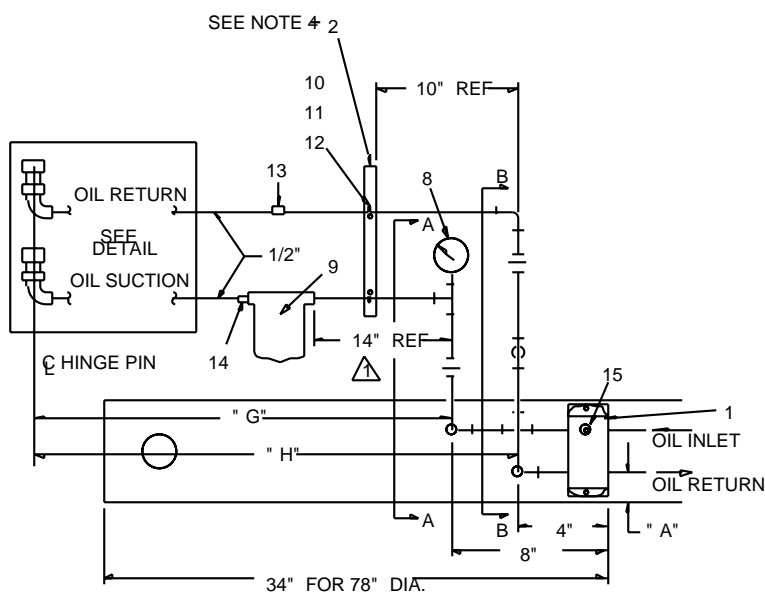 SEE NOTE 4 2
10
11
12
10" REF
13
8
B
A
OIL RETURN
SEE
DETAIL
1/2"
9
OIL SUCTION
14
14" REF
1
℄ HINGE PIN
15
1
" G"
OIL INLET
" H"
OIL RETURN
A
B
4"
" A"
8"
34" FOR 78" DIA.